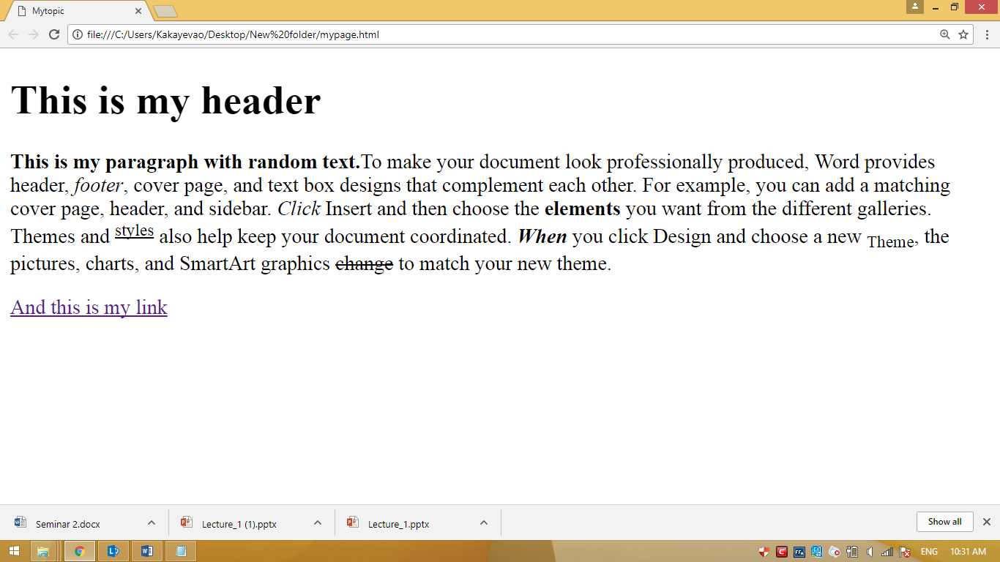 Mytopic
file:///C:/Users/Kakayevao/Desktop/New%20folder/mypage.html
This is my header
This is my paragraph with random text.To make your document look professionally produced, Word provides
header, footer, cover page, and text box designs that complement each other. For example, you can add a matching
cover page, header, and sidebar. Click Insert and then choose the elements you want from the different galleries.
Themes and styles also help keep your document coordinated. When you click Design and choose a new Theme, the
pictures, charts, and SmartArt graphics change to match your new theme.
And this is my link
Seminar 2.docx
Lecture_1 (1).pptx
Lecture_1.pptx
Show all
ENG
10:31 AM